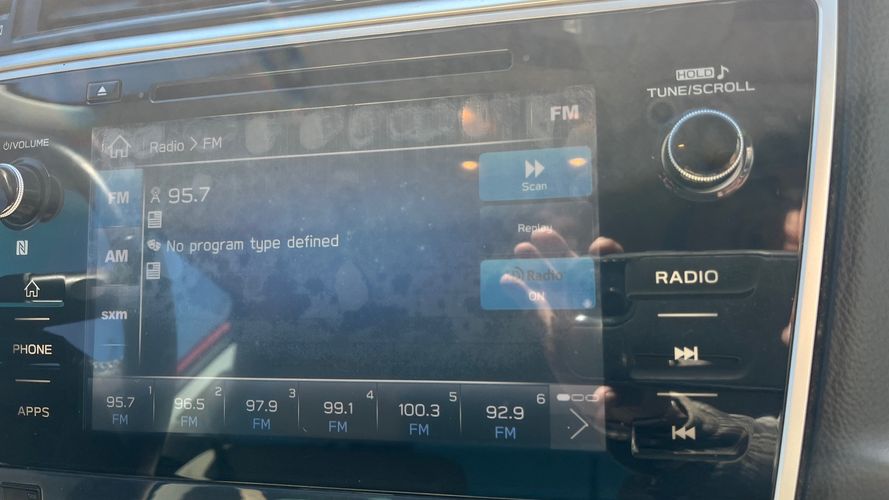 HOLD
TUNE/SCROLL
VOLUME
Radio > FM
FM
FM
95.7
Scan
No program type defined
Replay
AM
HD Radio
ON
sxm
RADIO
PHONE
APPS
1
2
3
4
5
6
95.7
96.5
97.9
99.1
100.3
92.9
FM
FM
FM
FM
FM
FM